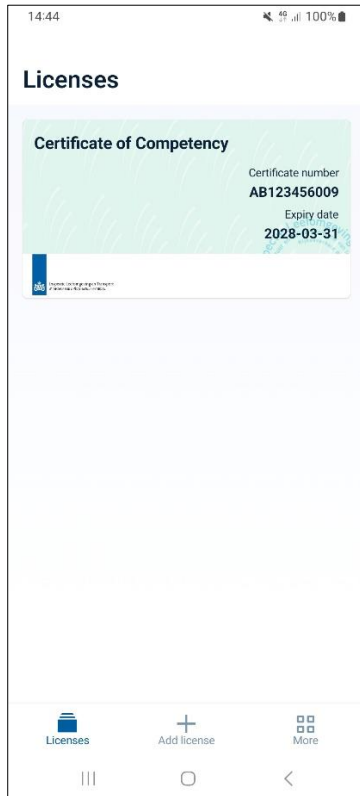 14:44
4G 100%
Licenses
Certificate of Competency
Certificate number
AB123456009
Expiry date
2028-03-31
Licenses
Add license
More